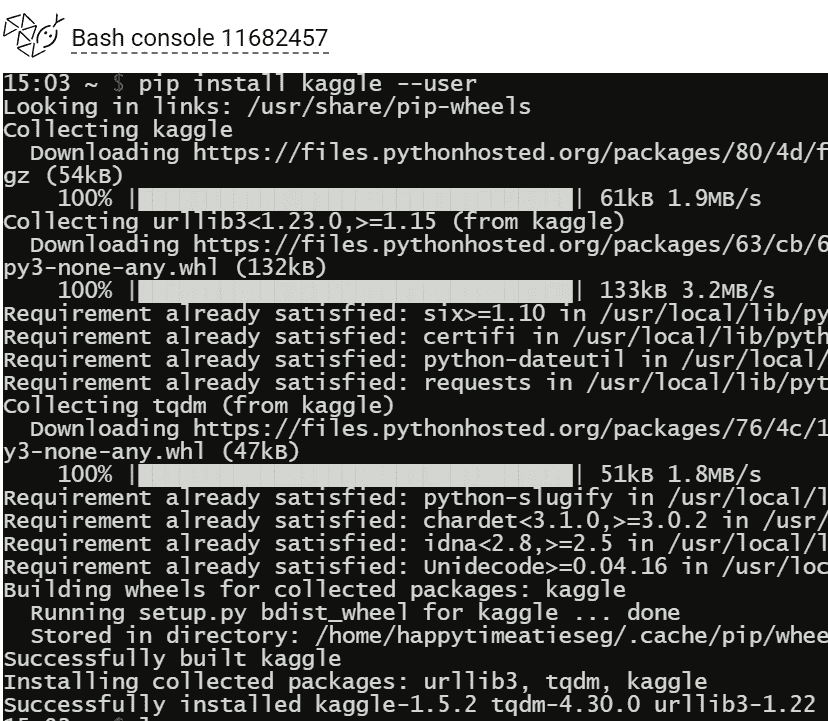 Bash console 11682457
15:03 ~ $ pip install kaggle --user
Looking in links: /usr/share/pip-wheels
Collecting kaggle
  Downloading https://files.pythonhosted.org/packages/80/4d/f
gz (54kB)
    100% |████████████████████████████████| 61kB 1.9MB/s
Collecting urllib3<1.23.0,>=1.15 (from kaggle)
  Downloading https://files.pythonhosted.org/packages/63/cb/6
py3-none-any.whl (132kB)
    100% |████████████████████████████████| 133kB 3.2MB/s
Requirement already satisfied: six>=1.10 in /usr/local/lib/py
Requirement already satisfied: certifi in /usr/local/lib/pyth
Requirement already satisfied: python-dateutil in /usr/local/
Requirement already satisfied: requests in /usr/local/lib/pyt
Collecting tqdm (from kaggle)
  Downloading https://files.pythonhosted.org/packages/76/4c/1
y3-none-any.whl (47kB)
    100% |████████████████████████████████| 51kB 1.8MB/s
Requirement already satisfied: python-slugify in /usr/local/l
Requirement already satisfied: chardet<3.1.0,>=3.0.2 in /usr/
Requirement already satisfied: idna<2.8,>=2.5 in /usr/local/l
Requirement already satisfied: Unidecode>=0.04.16 in /usr/loc
Building wheels for collected packages: kaggle
  Running setup.py bdist_wheel for kaggle ... done
  Stored in directory: /home/happytimeatieseg/.cache/pip/whee
Successfully built kaggle
Installing collected packages: urllib3, tqdm, kaggle
Successfully installed kaggle-1.5.2 tqdm-4.30.0 urllib3-1.22